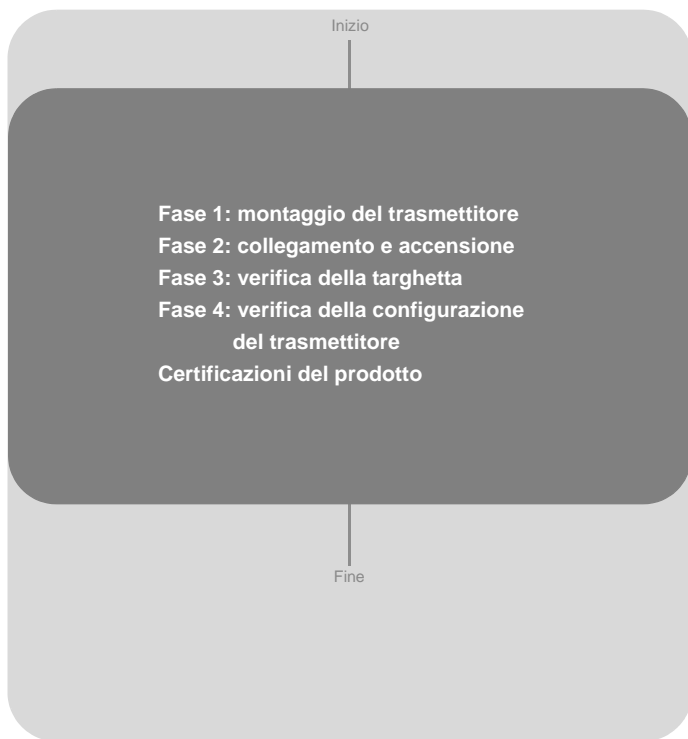 Inizio
Fase 1: montaggio del trasmettitore
Fase 2: collegamento e accensione
Fase 3: verifica della targhetta
Fase 4: verifica della configurazione
del trasmettitore
Certificazioni del prodotto
Fine